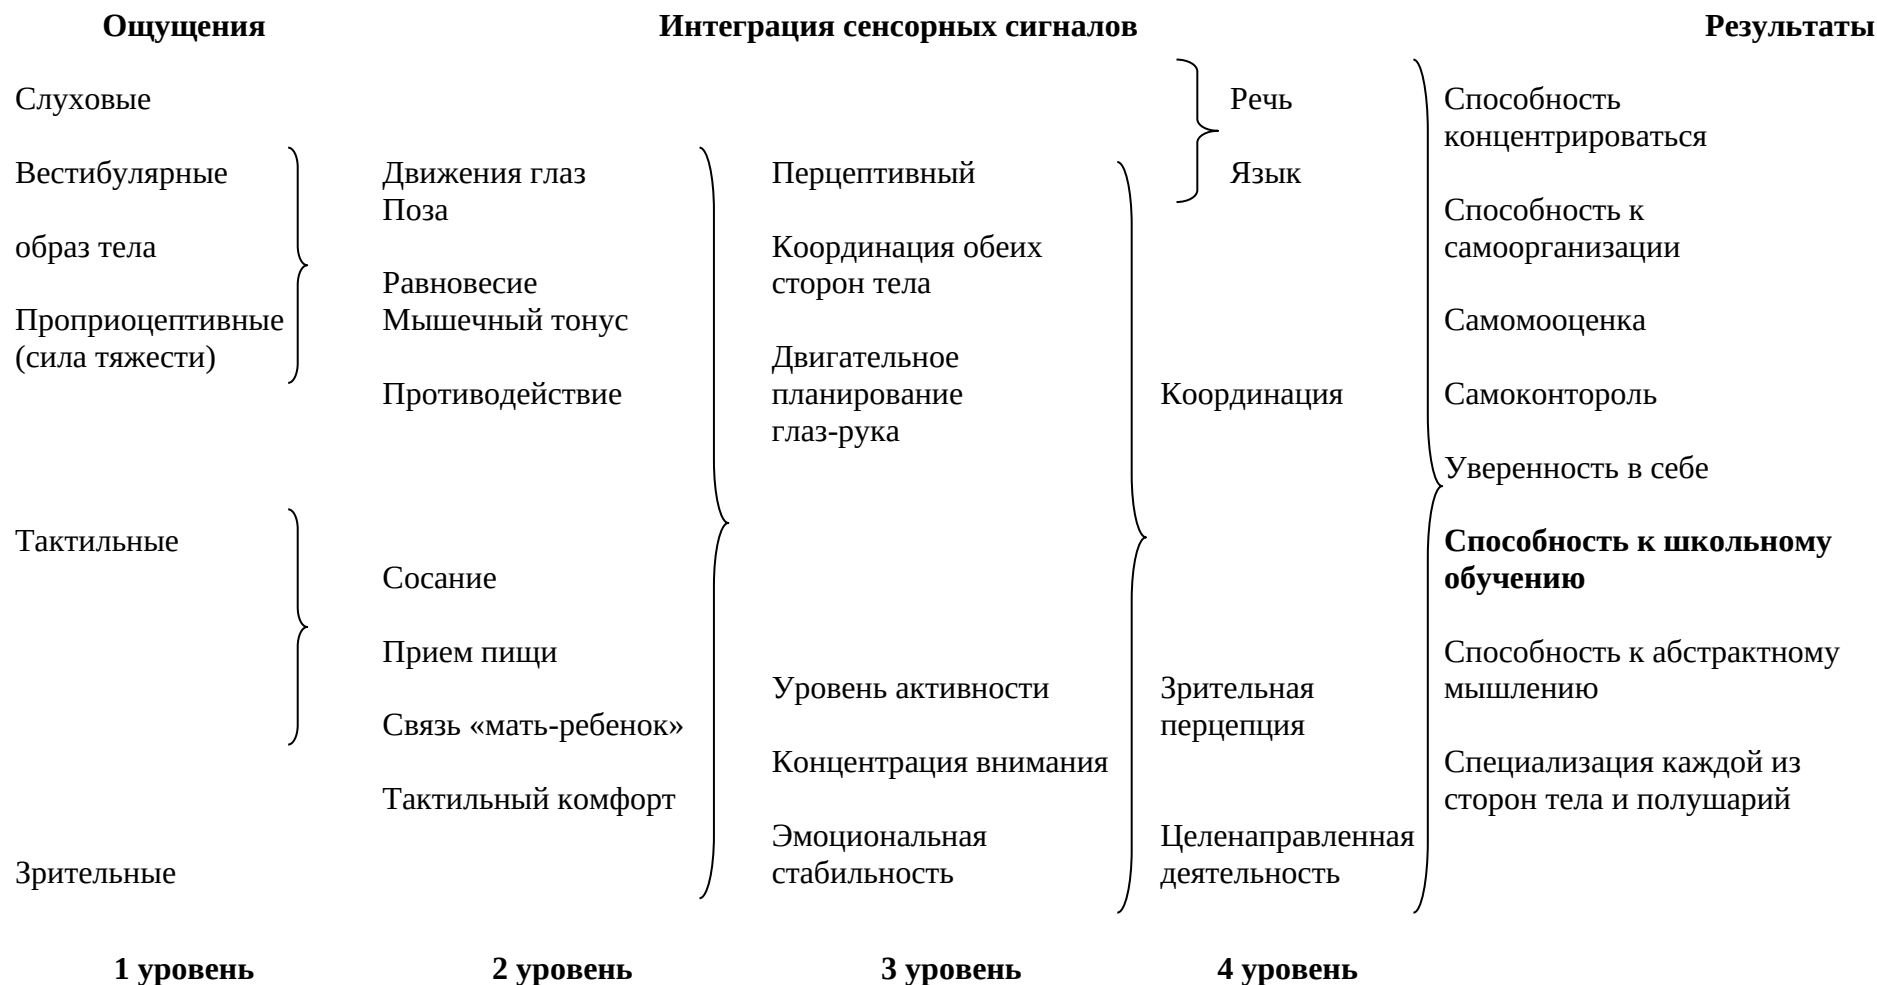 Ощущения
Интеграция сенсорных сигналов
Результаты
Слуховые
Вестибулярные
образ тела
Проприоцептивные
(сила тяжести)
Тактильные
Зрительные
Движения глаз
Поза
Равновесие
Мышечный тонус
Противодействие
Сосание
Прием пищи
Связь «мать-ребенок»
Тактильный комфорт
Перцептивный
Координация обеих
сторон тела
Двигательное
планирование
глаз-рука
Уровень активности
Концентрация внимания
Эмоциональная
стабильность
Речь
Язык
Координация
Зрительная
перцепция
Целенаправленная
деятельность
Способность
концентрироваться
Способность к
самоорганизации
Самомооценка
Самоконтороль
Уверенность в себе
Способность к школьному
обучению
Способность к абстрактному
мышлению
Специализация каждой из
сторон тела и полушарий
1 уровень
2 уровень
3 уровень
4 уровень